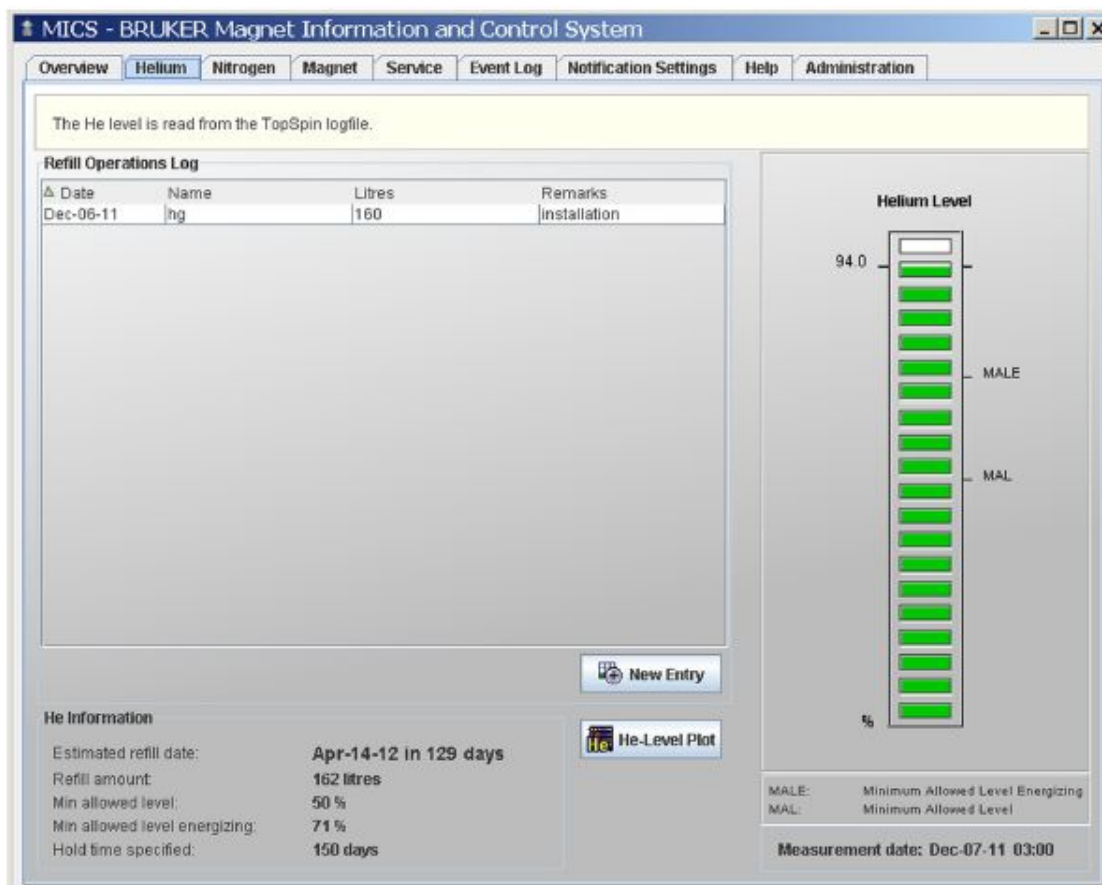 MICS - BRUKER Magnet Information and Control System
Overview Helium Nitrogen Magnet Service Event Log Notification Settings Help Administration
The He level is read from the TopSpin logfile.
Refill Operations Log
Date Name Litres Remarks
Dec-06-11 hg 160 installation
New Entry
He Information
Estimated refill date: Apr-14-12 in 129 days
Refill amount: 162 litres
Min allowed level: 50 %
Min allowed level energizing: 71 %
Hold time specified: 150 days
He
He-Level Plot
Helium Level
94.0
MALE
MAL
%
MALE: Minimum Allowed Level Energizing
MAL: Minimum Allowed Level
Measurement date: Dec-07-11 03:00